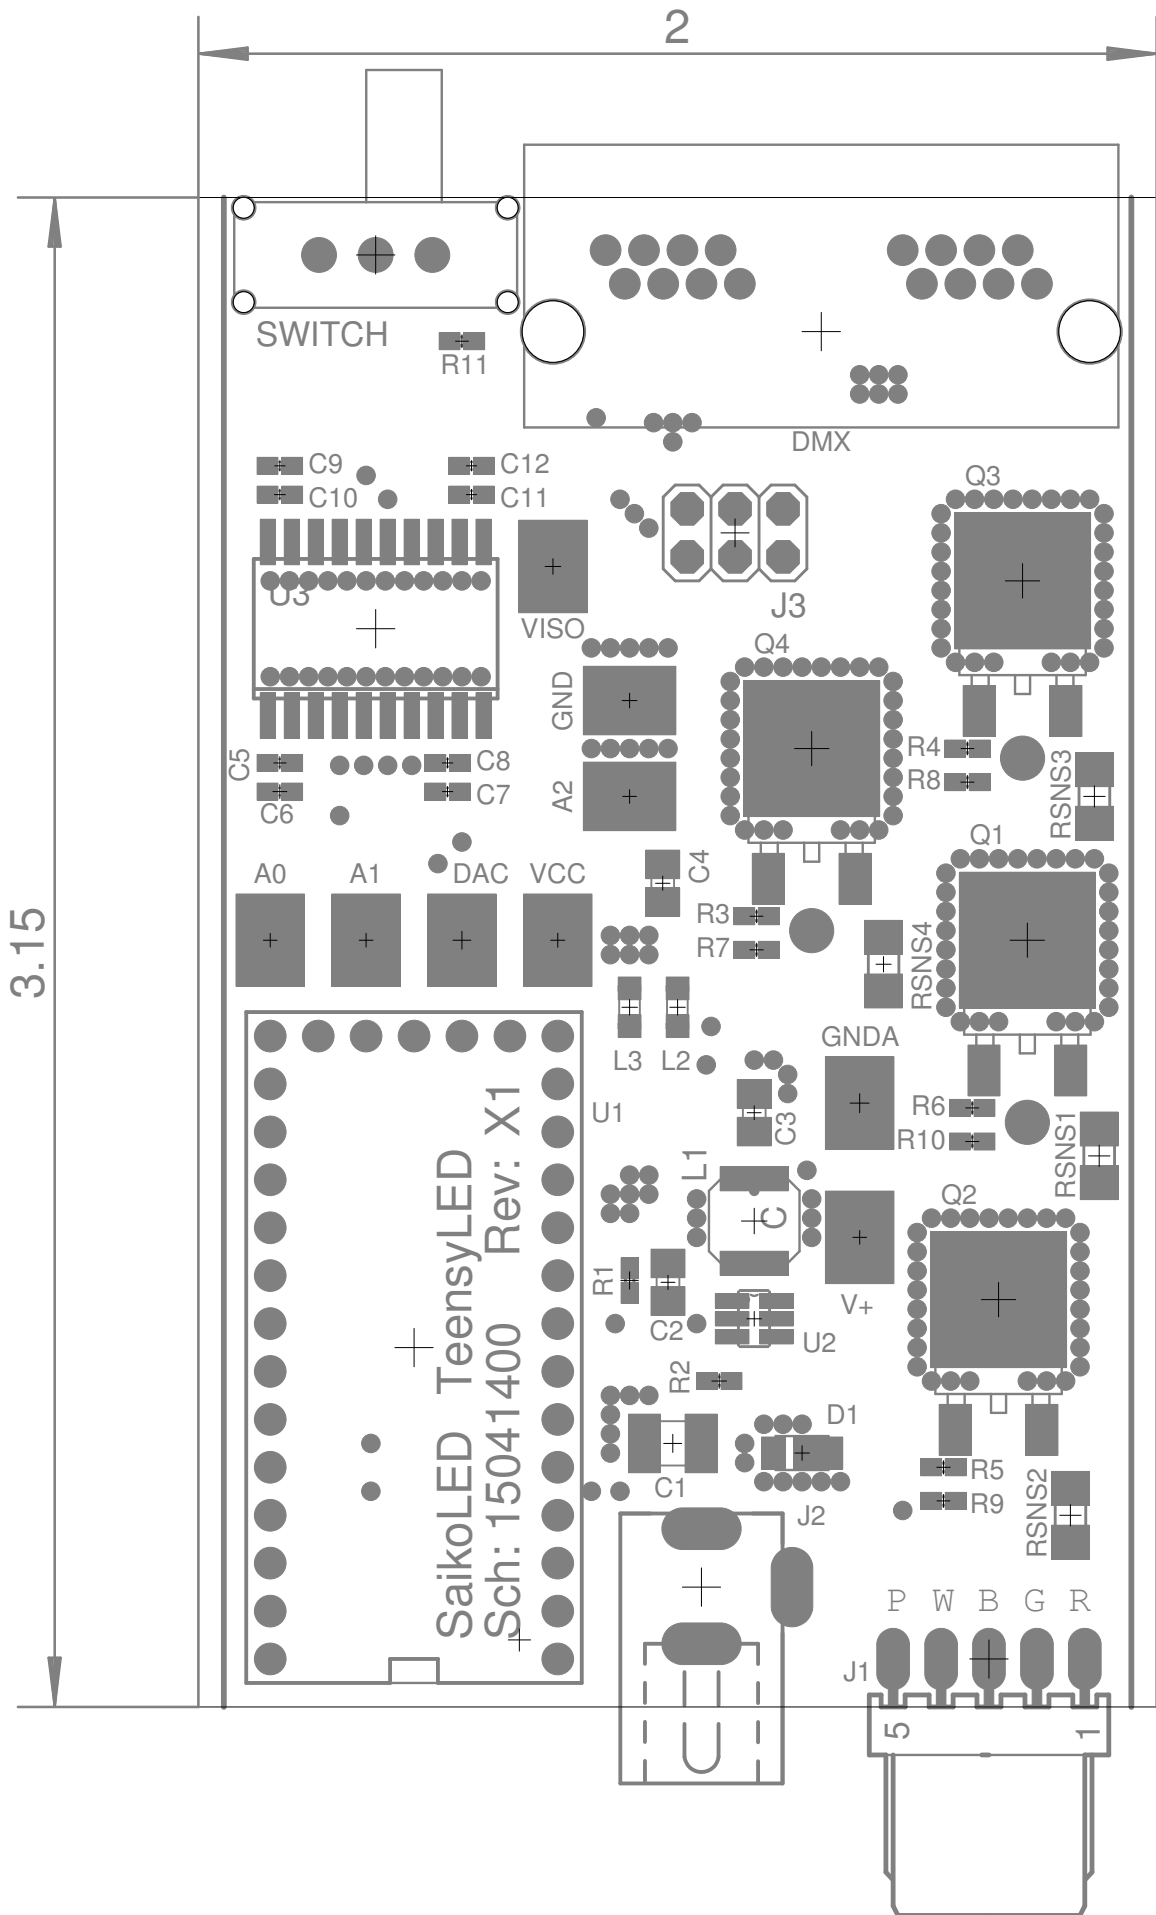 2
3.15
SWITCH
R11
DMX
C9
C12
C10
C11
Q3
U3
VISO
J3
Q4
GND
C5
C8
C6
C7
A2
R4
R8
RSNS3
Q1
A0
A1
DAC
VCC
C4
R3
R7
RSNS4
L3
L2
GNDA
U1
C3
R6
R10
RSNS1
L1
C
Q2
R1
C2
U2
V+
R2
D1
C1
R5
R9
RSNS2
J2
SaikoLED TeensyLED
Sch: 15041400 Rev: X1
P W B G R
J1
5
1